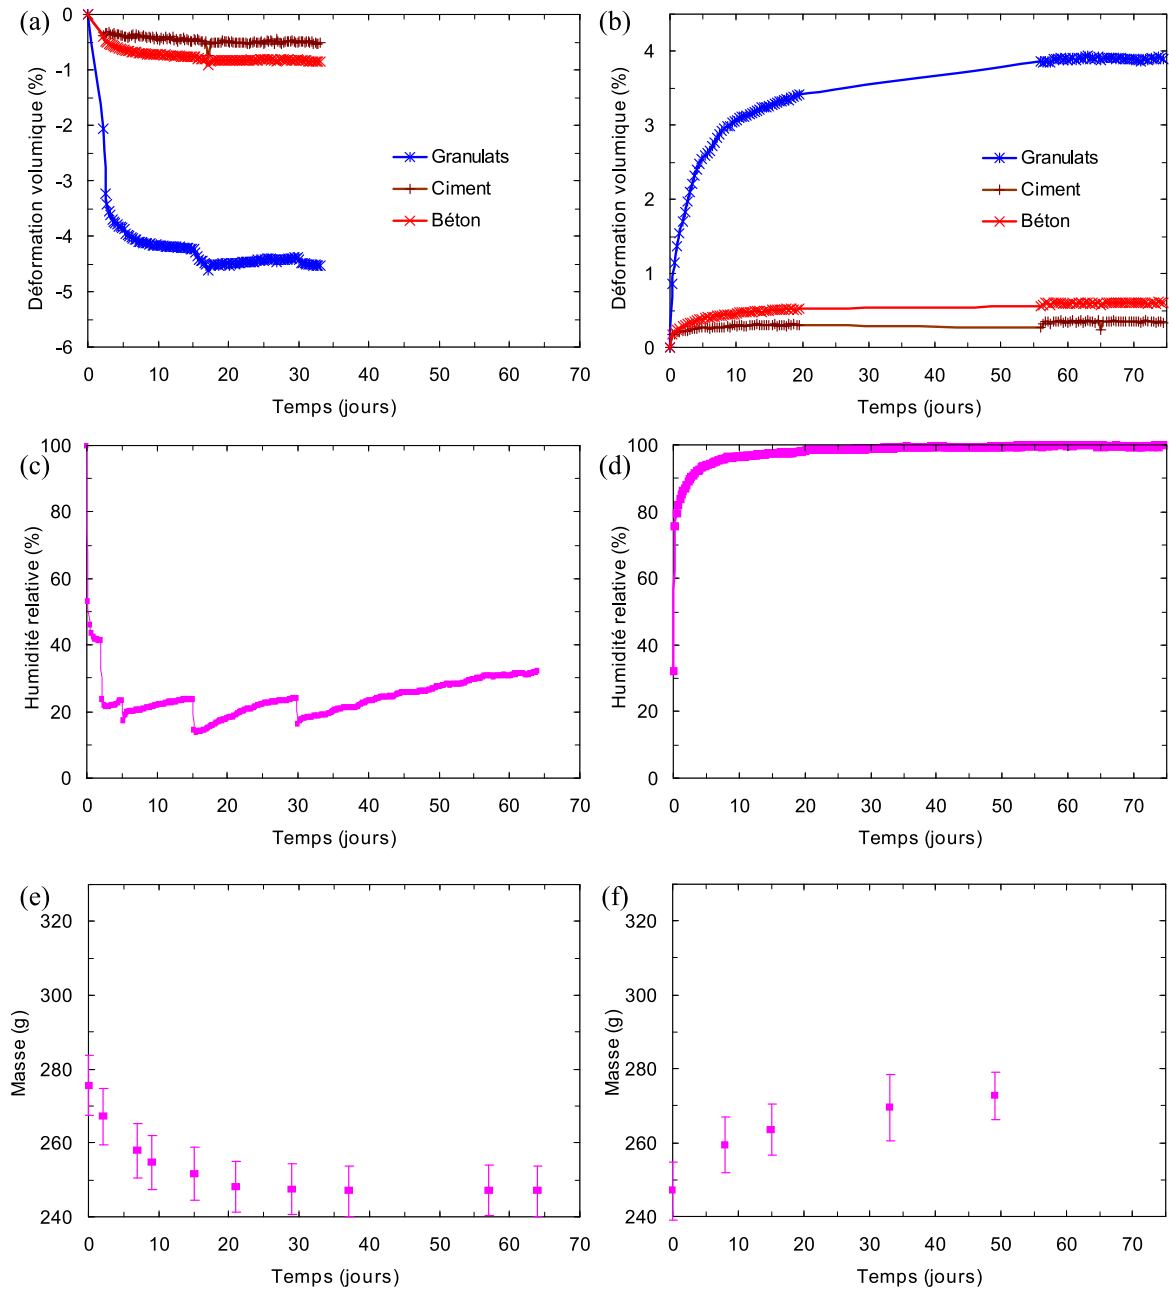 (a)
0
-1
-2
-3
-4
-5
-6
Déformation volumique (%)
Granulats
Ciment
Béton
0 10 20 30 40 50 60 70
Temps (jours)
(b)
4
3
2
1
0
Déformation volumique (%)
Granulats
Ciment
Béton
0 10 20 30 40 50 60 70
Temps (jours)
(c)
100
80
60
40
20
0
Humidité relative (%)
0 10 20 30 40 50 60 70
Temps (jours)
(d)
100
80
60
40
20
0
Humidité relative (%)
0 10 20 30 40 50 60 70
Temps (jours)
(e)
320
300
280
260
240
Masse (g)
0 10 20 30 40 50 60 70
Temps (jours)
(f)
320
300
280
260
240
Masse (g)
0 10 20 30 40 50 60 70
Temps (jours)